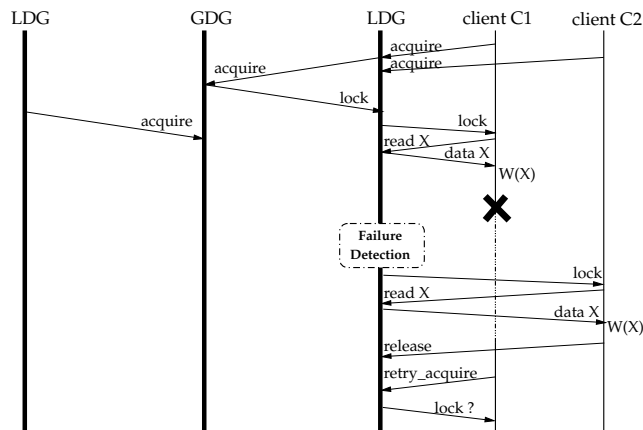 LDG GDG LDG client C1 client C2
acquire
acquire
acquire
lock
acquire
lock
read X
data X
W(X)
Failure
Detection
lock
read X
data X
W(X)
release
retry_acquire
lock ?